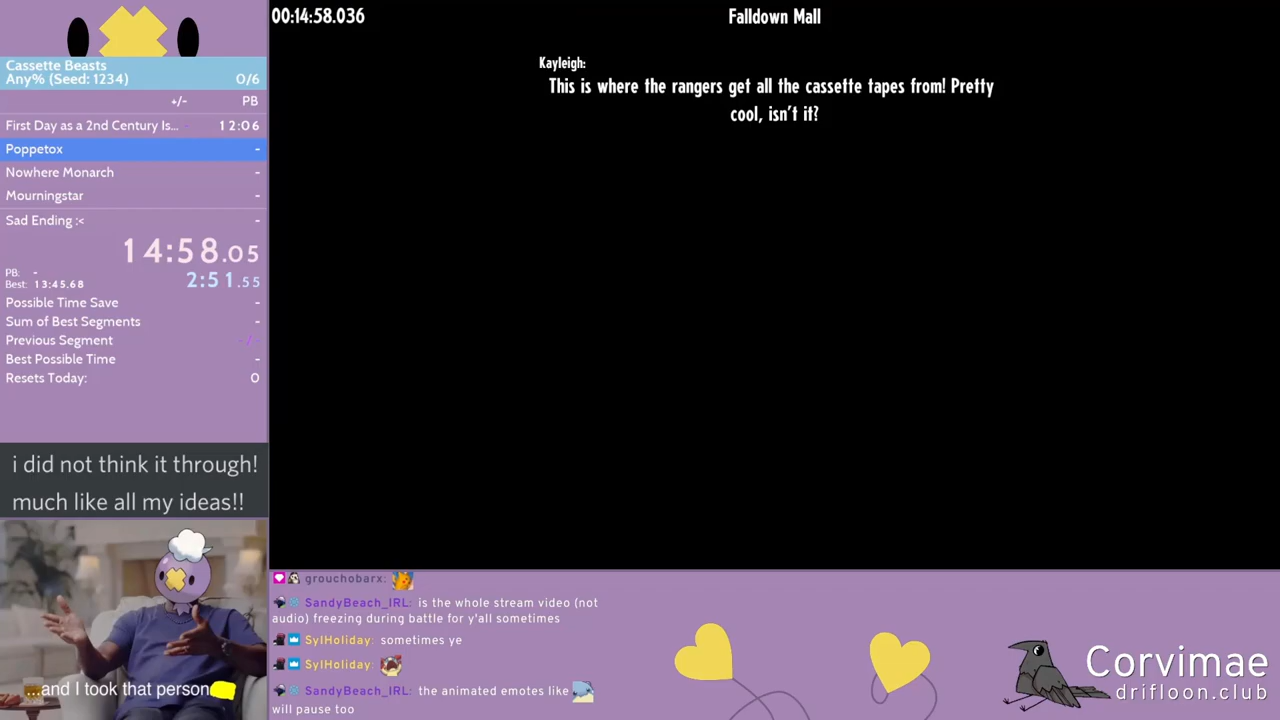 00:14:58.036
Falldown Mall
Kayleigh:
This is where the rangers get all the cassette tapes from! Pretty
cool, isn't it?
Cassette Beasts
Any% (Seed: 1234) 0/6
+/- PB
First Day as a 2nd Century Is... - 12:06
Poppetox -
Nowhere Monarch -
Mourningstar -
Sad Ending :< -
14:58.05
PB: -
Best: 13:45.68
2:51.55
Possible Time Save -
Sum of Best Segments -
Previous Segment -/-
Best Possible Time -
Resets Today: 0
i did not think it through!
much like all my ideas!!
...and I took that person
grouchobarx:
SandyBeach_IRL: is the whole stream video (not
audio) freezing during battle for y'all sometimes
SylHoliday: sometimes ye
SylHoliday:
SandyBeach_IRL: the animated emotes like
will pause too
Corvimae
drifloon.club